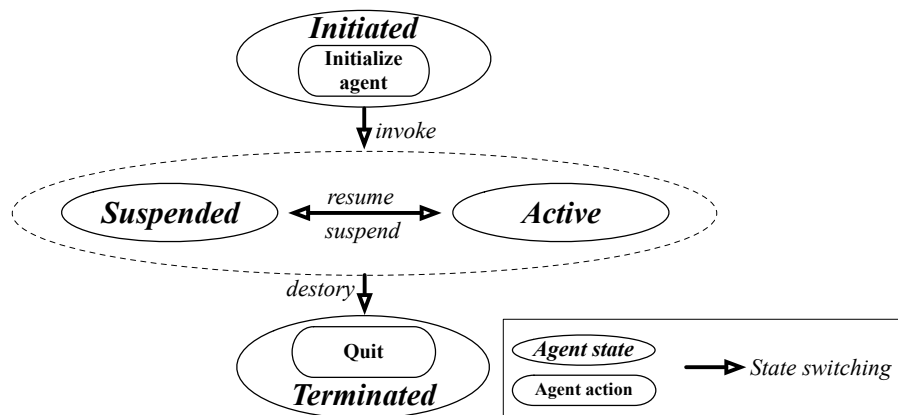 Initiated
Initialize
agent
invoke
Suspended
resume
suspend
Active
destory
Quit
Terminated
Agent state
Agent action
State switching